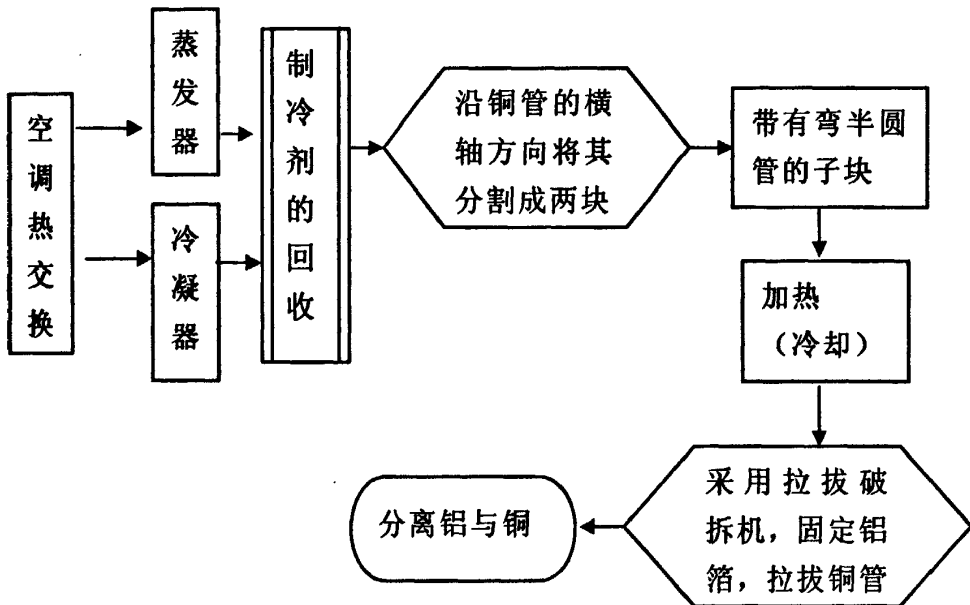 空调热交换
蒸发器
冷凝器
制冷剂的回收
沿铜管的横
轴方向将其
分割成两块
带有弯半圆
管的子块
加热
（冷却）
采用拉拔破
拆机，固定铝
箔，拉拔铜管
分离铝与铜